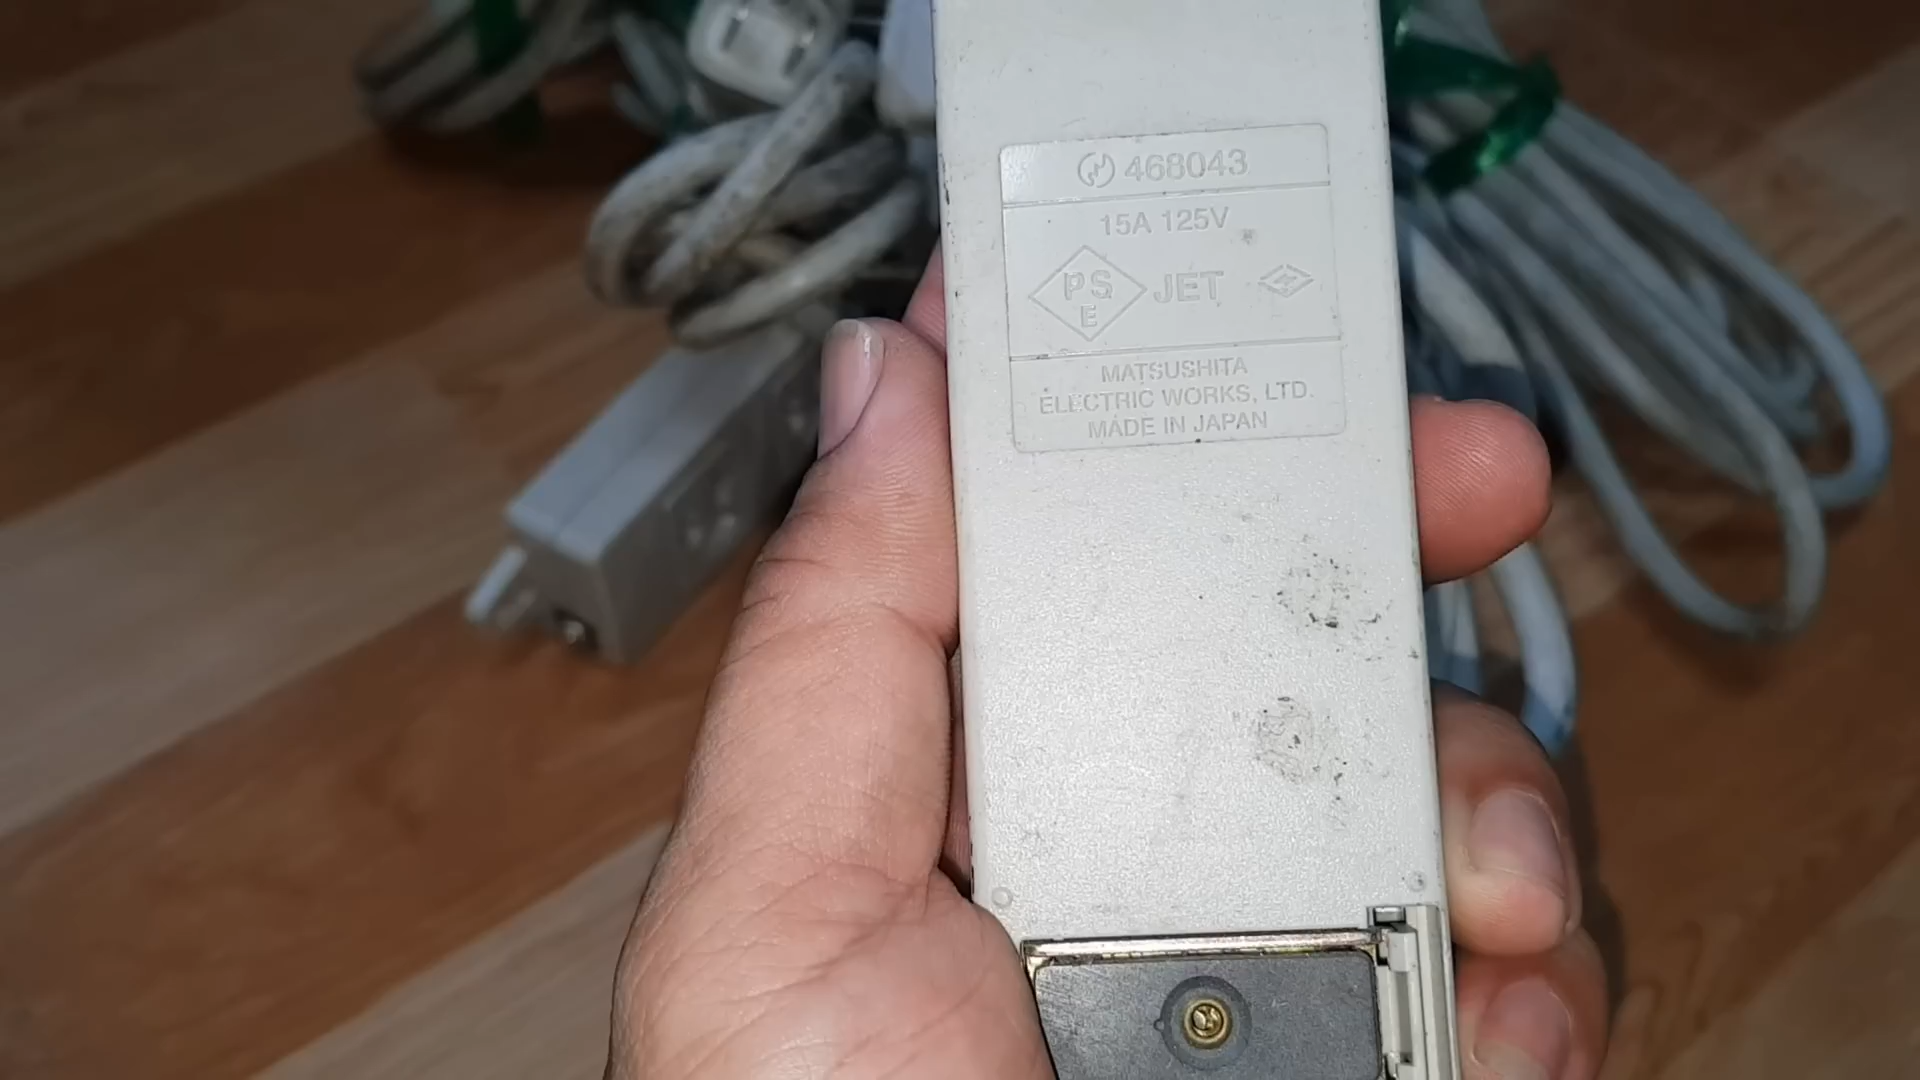 468043
15A 125V
PS
E
JET
MATSUSHITA
ELECTRIC WORKS, LTD.
MADE IN JAPAN